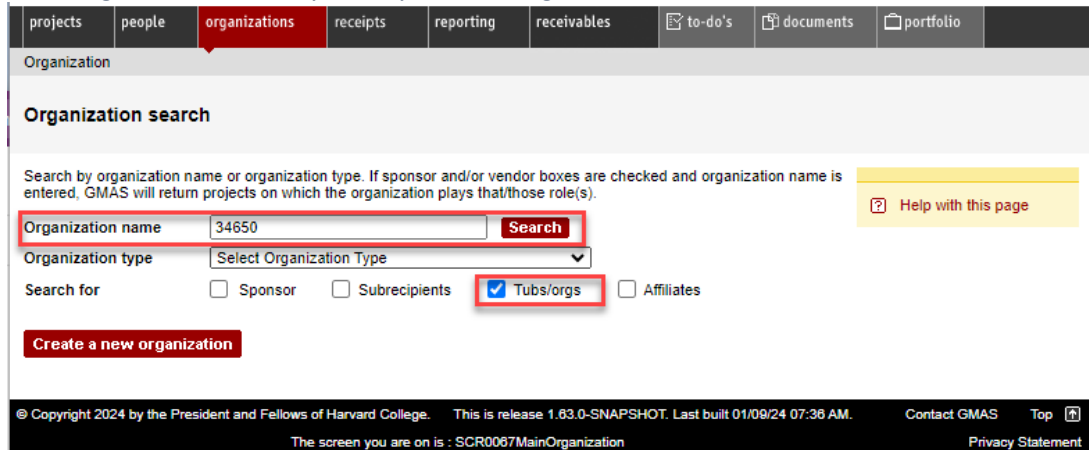 projects people organizations receipts reporting receivables to-do's documents portfolio
Organization
Organization search
Search by organization name or organization type. If sponsor and/or vendor boxes are checked and organization name is
entered, GMAS will return projects on which the organization plays that/those role(s).
? Help with this page
Organization name 34650 Search
Organization type Select Organization Type
Search for Sponsor Subrecipients Tubs/orgs Affiliates
Create a new organization
© Copyright 2024 by the President and Fellows of Harvard College. This is release 1.63.0-SNAPSHOT. Last built 01/09/24 07:36 AM. Contact GMAS Top
The screen you are on is : SCR0067MainOrganization Privacy Statement